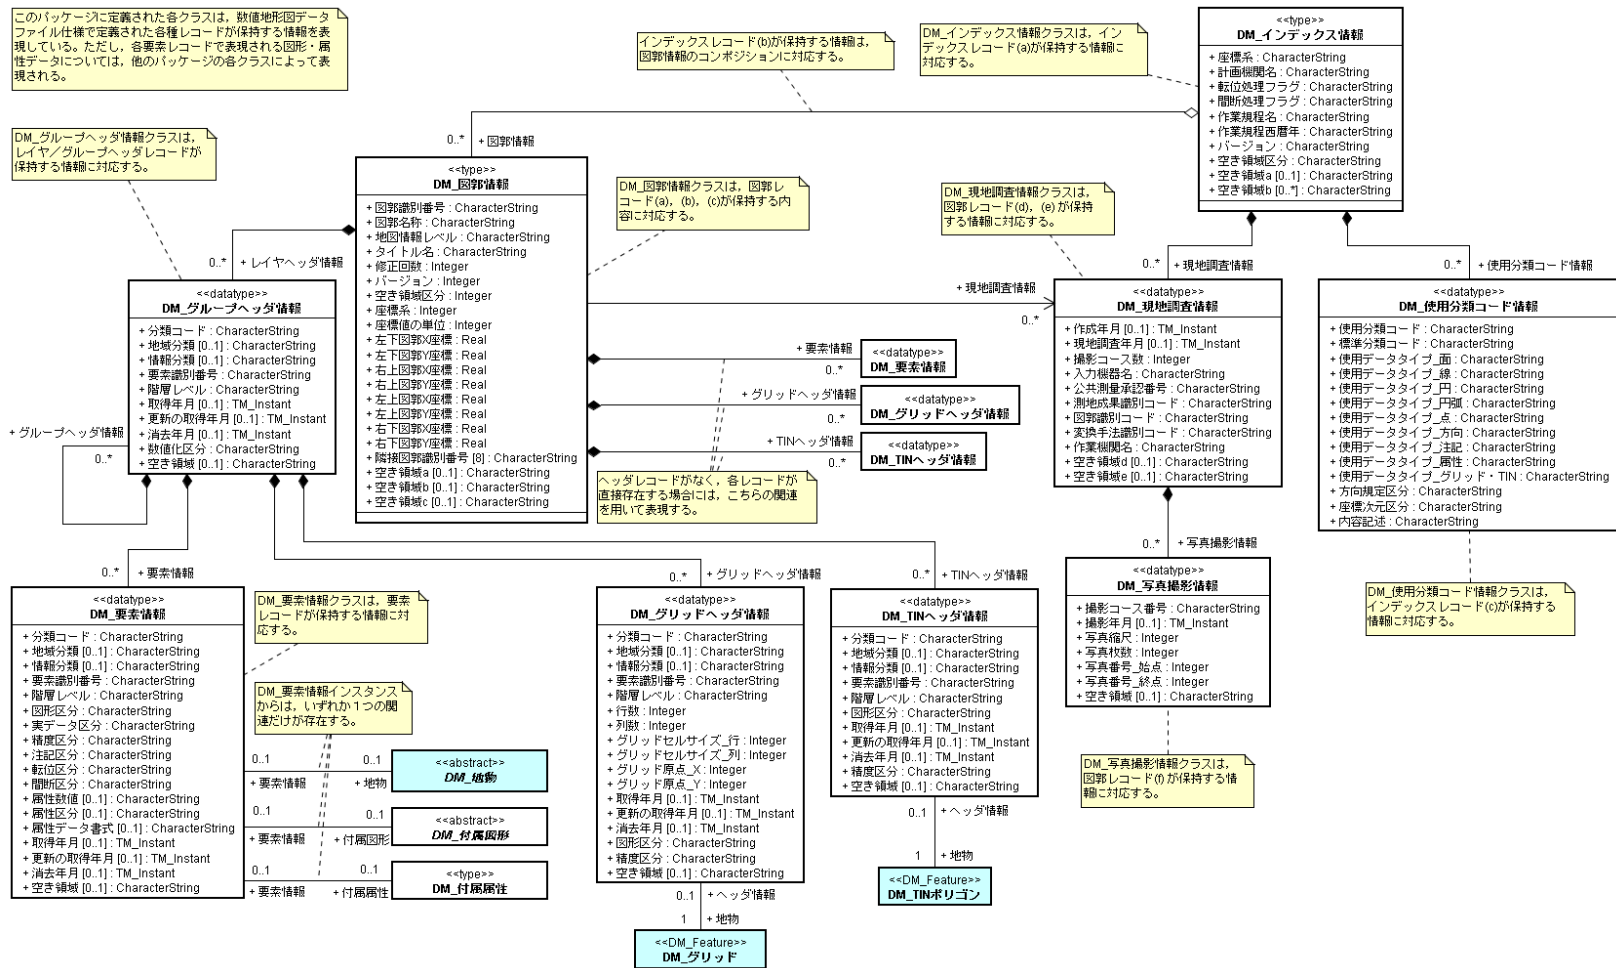 このパッケージに定義された各クラスは，数値地形図データ
ファイル仕様で定義された各種レコードが保持する情報を表
現している。ただし，各要素レコードで表現される図形・属
性データについては，他のパッケージの各クラスによって表
現される。
インデックスレコード(b)が保持する情報は，
図郭情報のコンポジションに対応する。
DM_インデックス情報クラスは，イン
デックスレコード(a)が保持する情報に
対応する。
<<type>>
DM_インデックス情報
+ 座標系 : CharacterString
+ 計画機関名 : CharacterString
+ 転位処理フラグ : CharacterString
+ 間断処理フラグ : CharacterString
+ 作業規程名 : CharacterString
+ 作業規程西暦年 : CharacterString
+ バージョン : CharacterString
+ 空き領域区分 : CharacterString
+ 空き領域a [0..1] : CharacterString
+ 空き領域b [0..*] : CharacterString
DM_グループヘッダ情報クラスは，
レイヤ／グループヘッダレコードが
保持する情報に対応する。
0..*
+ 図郭情報
<<type>>
DM_図郭情報
+ 図郭識別番号 : CharacterString
+ 図郭名称 : CharacterString
+ 地図情報レベル : CharacterString
+ タイトル名 : CharacterString
+ 修正回数 : Integer
+ バージョン : Integer
+ 空き領域区分 : Integer
+ 座標系 : Integer
+ 座標値の単位 : Integer
+ 左下図郭X座標 : Real
+ 左下図郭Y座標 : Real
+ 右上図郭X座標 : Real
+ 右上図郭Y座標 : Real
+ 左上図郭X座標 : Real
+ 左上図郭Y座標 : Real
+ 右下図郭X座標 : Real
+ 右下図郭Y座標 : Real
+ 隣接図郭識別番号 [8] : CharacterString
+ 空き領域a [0..1] : CharacterString
+ 空き領域b [0..1] : CharacterString
+ 空き領域c [0..1] : CharacterString
DM_図郭情報クラスは，図郭レ
コード(a)，(b)，(c)が保持する内
容に対応する。
DM_現地調査情報クラスは，
図郭レコード(d)，(e) が保持
する情報に対応する。
0..*
+ レイヤヘッダ情報
<<datatype>>
DM_グループヘッダ情報
+ 分類コード : CharacterString
+ 地域分類 [0..1] : CharacterString
+ 情報分類 [0..1] : CharacterString
+ 要素識別番号 : CharacterString
+ 階層レベル : CharacterString
+ 取得年月 [0..1] : TM_Instant
+ 更新の取得年月 [0..1] : TM_Instant
+ 消去年月 [0..1] : TM_Instant
+ 数値化区分 : CharacterString
+ 空き領域 [0..1] : CharacterString
+ グループヘッダ情報
0..*
+ 現地調査情報
0..*
0..*
+ 現地調査情報
<<datatype>>
DM_現地調査情報
+ 作成年月 [0..1] : TM_Instant
+ 現地調査年月 [0..1] : TM_Instant
+ 撮影コース数 : Integer
+ 入力機器名 : CharacterString
+ 公共測量承認番号 : CharacterString
+ 測地成果識別コード : CharacterString
+ 図郭識別コード : CharacterString
+ 変換手法識別コード : CharacterString
+ 作業機関名 : CharacterString
+ 空き領域d [0..1] : CharacterString
+ 空き領域e [0..1] : CharacterString
0..*
+ 使用分類コード情報
<<datatype>>
DM_使用分類コード情報
+ 使用分類コード : CharacterString
+ 標準分類コード : CharacterString
+ 使用データタイプ_面 : CharacterString
+ 使用データタイプ_線 : CharacterString
+ 使用データタイプ_円 : CharacterString
+ 使用データタイプ_円弧 : CharacterString
+ 使用データタイプ_点 : CharacterString
+ 使用データタイプ_方向 : CharacterString
+ 使用データタイプ_注記 : CharacterString
+ 使用データタイプ_属性 : CharacterString
+ 使用データタイプ_グリッド・TIN : CharacterString
+ 方向規定区分 : CharacterString
+ 座標次元区分 : CharacterString
+ 内容記述 : CharacterString
+ 要素情報
0..*
<<datatype>>
DM_要素情報
+ グリッドヘッダ情報
0..*
<<datatype>>
DM_グリッドヘッダ情報
+ TINヘッダ情報
0..*
<<datatype>>
DM_TINヘッダ情報
ヘッダレコードがなく，各レコードが
直接存在する場合には，こちらの関連
を用いて表現する。
0..*
+ 写真撮影情報
<<datatype>>
DM_写真撮影情報
+ 撮影コース番号 : CharacterString
+ 撮影年月 [0..1] : TM_Instant
+ 写真縮尺 : Integer
+ 写真枚数 : Integer
+ 写真番号_始点 : Integer
+ 写真番号_終点 : Integer
+ 空き領域 [0..1] : CharacterString
DM_使用分類コード情報クラスは，
インデックスレコード(c)が保持する
情報に対応する。
DM_写真撮影情報クラスは，
図郭レコード(f) が保持する情
報に対応する。
0..*
+ 要素情報
<<datatype>>
DM_要素情報
+ 分類コード : CharacterString
+ 地域分類 [0..1] : CharacterString
+ 情報分類 [0..1] : CharacterString
+ 要素識別番号 : CharacterString
+ 階層レベル : CharacterString
+ 図形区分 : CharacterString
+ 実データ区分 : CharacterString
+ 精度区分 : CharacterString
+ 注記区分 : CharacterString
+ 転位区分 : CharacterString
+ 間断区分 : CharacterString
+ 属性数値 [0..1] : CharacterString
+ 属性区分 [0..1] : CharacterString
+ 属性データ書式 [0..1] : CharacterString
+ 取得年月 [0..1] : TM_Instant
+ 更新の取得年月 [0..1] : TM_Instant
+ 消去年月 [0..1] : TM_Instant
+ 空き領域 [0..1] : CharacterString
DM_要素情報クラスは，要素
レコードが保持する情報に対
応する。
DM_要素情報インスタンス
からは，いずれか１つの関
連だけが存在する。
0..1
0..1
+ 要素情報
+ 地物
<<abstract>>
DM_地物
0..1
0..1
+ 要素情報
+ 付属図形
<<abstract>>
DM_付属図形
0..1
0..1
+ 要素情報
+ 付属属性
<<type>>
DM_付属属性
0..*
+ グリッドヘッダ情報
<<datatype>>
DM_グリッドヘッダ情報
+ 分類コード : CharacterString
+ 地域分類 [0..1] : CharacterString
+ 情報分類 [0..1] : CharacterString
+ 要素識別番号 : CharacterString
+ 階層レベル : CharacterString
+ 行数 : Integer
+ 列数 : Integer
+ グリッドセルサイズ_行 : Integer
+ グリッドセルサイズ_列 : Integer
+ グリッド原点_X : Integer
+ グリッド原点_Y : Integer
+ 取得年月 [0..1] : TM_Instant
+ 更新の取得年月 [0..1] : TM_Instant
+ 消去年月 [0..1] : TM_Instant
+ 図形区分 : CharacterString
+ 精度区分 : CharacterString
+ 空き領域 [0..1] : CharacterString
0..1
+ ヘッダ情報
1
+ 地物
<<DM_Feature>>
DM_グリッド
0..*
+ TINヘッダ情報
<<datatype>>
DM_TINヘッダ情報
+ 分類コード : CharacterString
+ 地域分類 [0..1] : CharacterString
+ 情報分類 [0..1] : CharacterString
+ 要素識別番号 : CharacterString
+ 階層レベル : CharacterString
+ 図形区分 : CharacterString
+ 取得年月 [0..1] : TM_Instant
+ 更新の取得年月 [0..1] : TM_Instant
+ 消去年月 [0..1] : TM_Instant
+ 精度区分 : CharacterString
+ 空き領域 [0..1] : CharacterString
0..1
+ ヘッダ情報
1
+ 地物
<<DM_Feature>>
DM_TINポリゴン